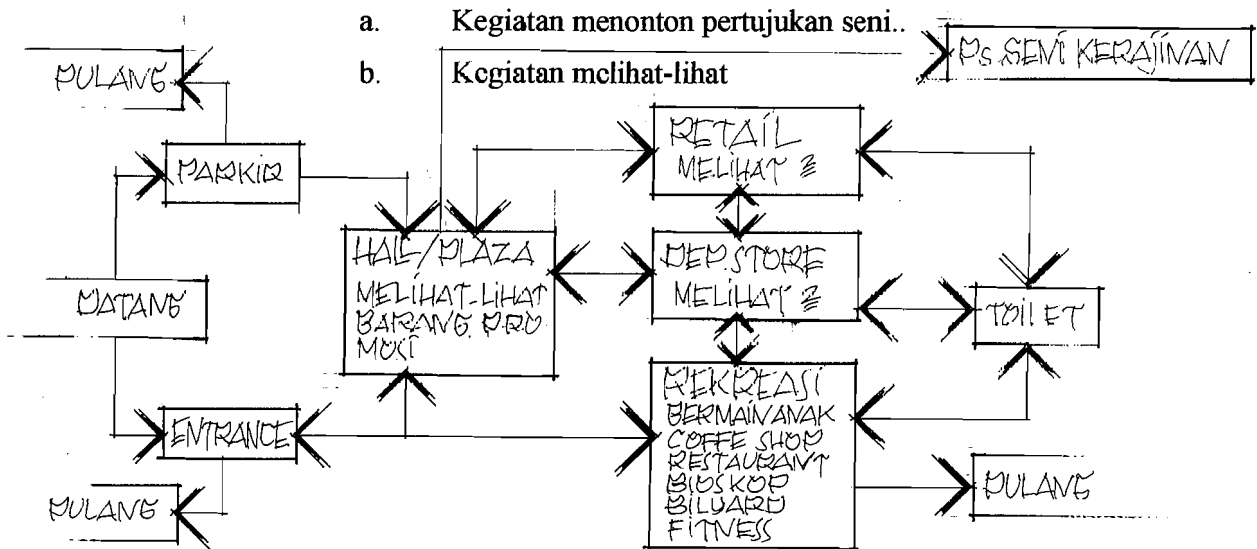 a. Kegiatan menonton pertujukan seni..
Ps. SENI KERAJINAN
PULANG
b. Kegiatan melihat-lihat
RETAIL
MELIHAT 2
PARKIR
HALL/PLAZA
MELIHAT-LIHAT
BARANG PRO
MOSI
DEP.STORE
MELIHAT 2
DATANG
TOILET
REKREASI
BERMAIN ANAK
COFFE SHOP
RESTAURANT
BIOSKOP
BILYARD
FITNESS
ENTRANCE
PULANG
PULANG